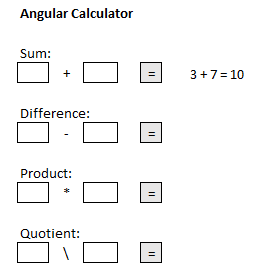 Angular Calculator
Sum:
+ = 3 + 7 = 10
Difference:
- =
Product:
* =
Quotient:
\ =